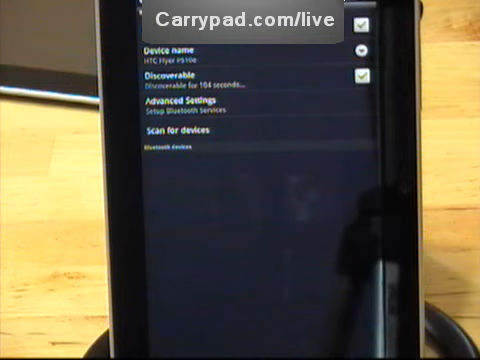 Carrypad.com/live
Device name
HTC Flyer P510e
Discoverable
Discoverable for 104 seconds...
Advanced Settings
Setup Bluetooth Services
Scan for devices
Bluetooth devices